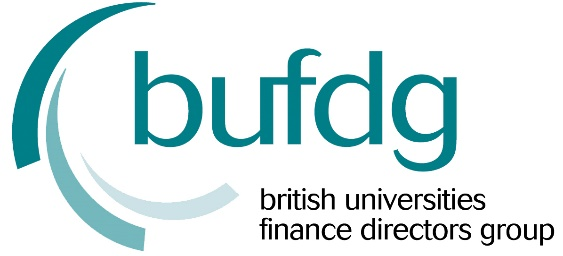 bufdg
british universities
finance directors group